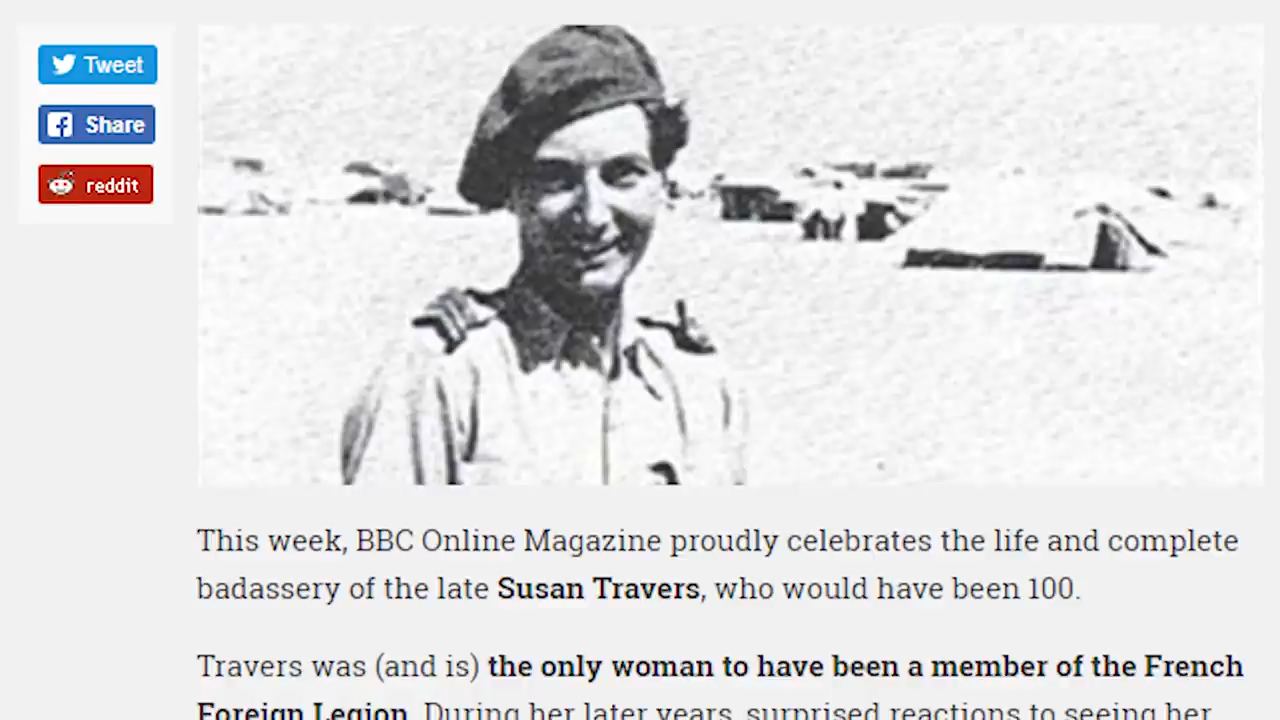 Tweet
Share
reddit
This week, BBC Online Magazine proudly celebrates the life and complete
badassery of the late Susan Travers, who would have been 100.
Travers was (and is) the only woman to have been a member of the French
Foreign Legion. During her later years, surprised reactions to seeing her